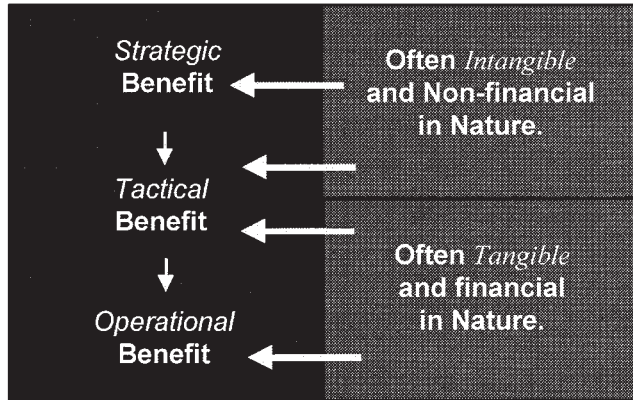 Strategic
Benefit
Tactical
Benefit
Operational
Benefit
Often Intangible
and Non-financial
in Nature.
Often Tangible
and financial
in Nature.